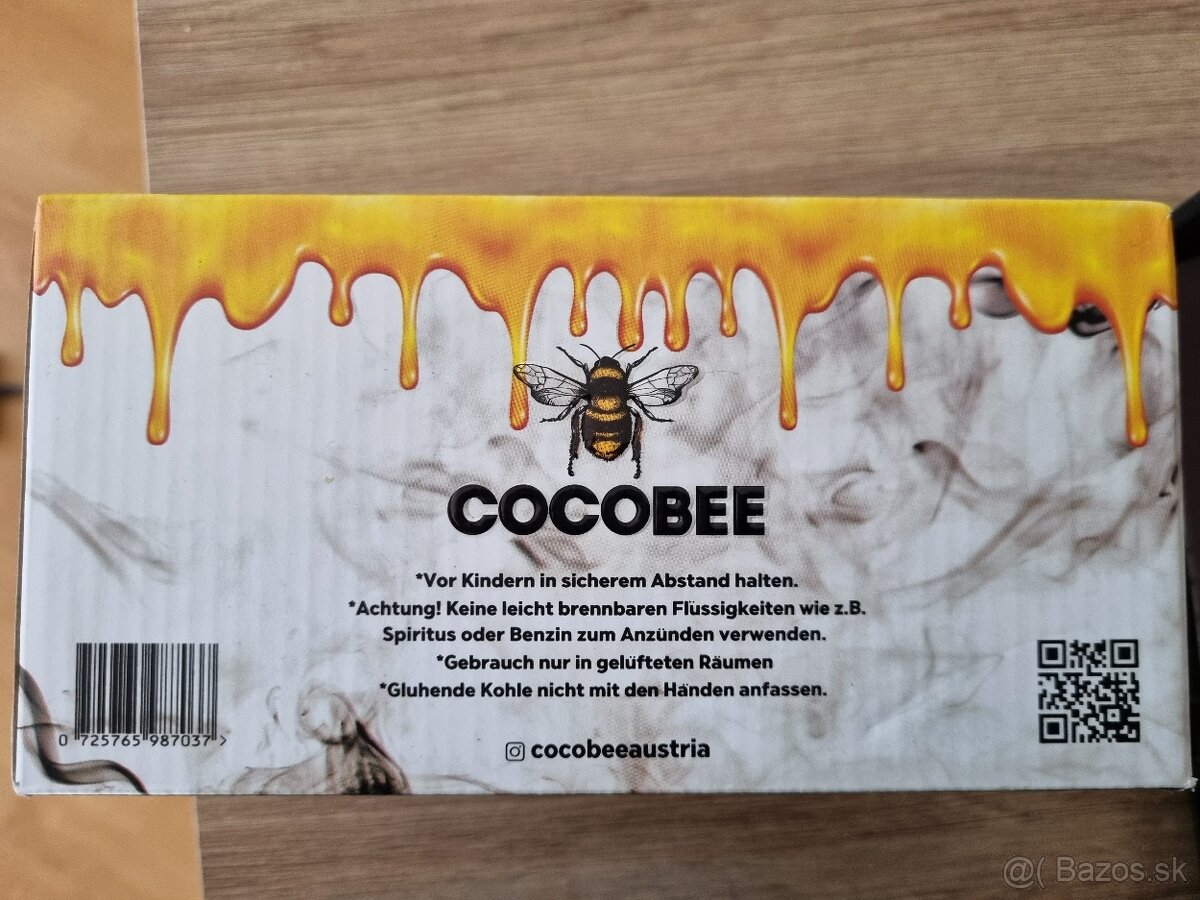 COCOBEE
*Vor Kindern in sicherem Abstand halten.
*Achtung! Keine leicht brennbaren Flüssigkeiten wie z.B.
Spiritus oder Benzin zum Anzünden verwenden.
*Gebrauch nur in gelüfteten Räumen
*Gluhende Kohle nicht mit den Händen anfassen.
0 725765 987037 >
cocobeeaustria
@( Bazos.sk